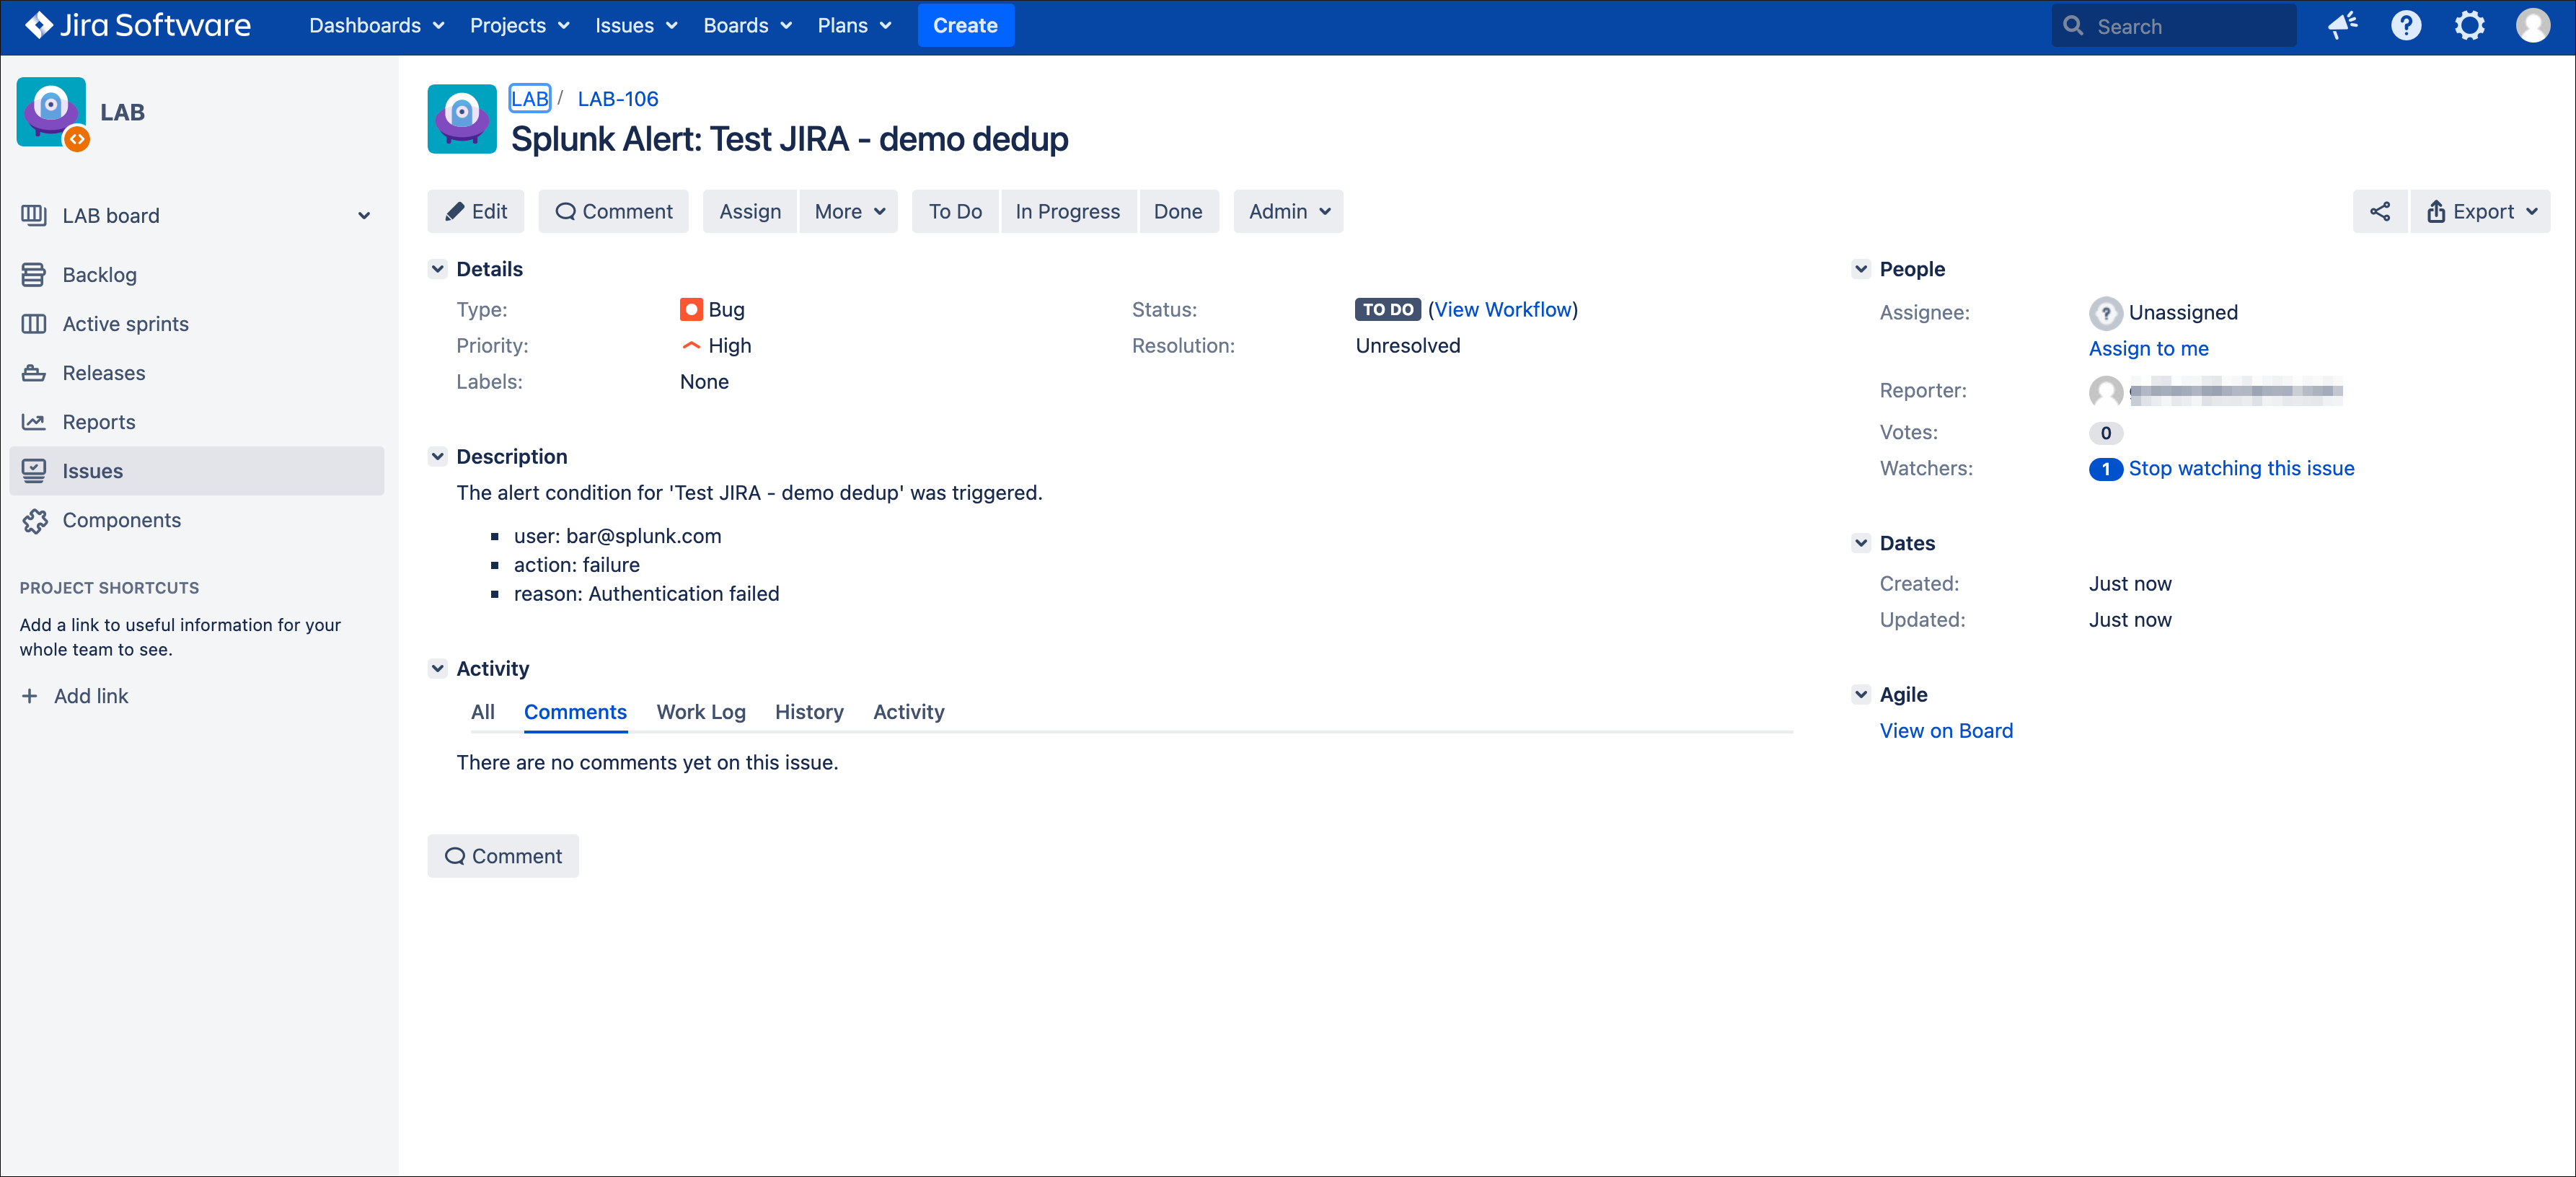 Jira Software Dashboards Projects Issues Boards Plans Create Search
LAB
LAB board
Backlog
Active sprints
Releases
Reports
Issues
Components
PROJECT SHORTCUTS
Add a link to useful information for your
whole team to see.
+ Add link
LAB / LAB-106
Splunk Alert: Test JIRA - demo dedup
Edit Comment Assign More To Do In Progress Done Admin Export
Details
Type: Bug
Priority: High
Labels: None
Status: TO DO (View Workflow)
Resolution: Unresolved
Description
The alert condition for 'Test JIRA - demo dedup' was triggered.
▪ user: bar@splunk.com
▪ action: failure
▪ reason: Authentication failed
Activity
All Comments Work Log History Activity
There are no comments yet on this issue.
Comment
People
Assignee: ? Unassigned
Assign to me
Reporter:
Votes: 0
Watchers: 1 Stop watching this issue
Dates
Created: Just now
Updated: Just now
Agile
View on Board